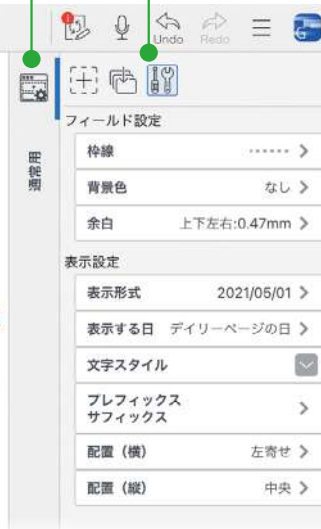 Undo
Redo
通常用
フィールド設定
枠線
背景色 なし
余白 上下左右:0.47mm
表示設定
表示形式 2021/05/01
表示する日 デイリーページの日
文字スタイル
プレフィックス
サフィックス
配置（横） 左寄せ
配置（縦） 中央